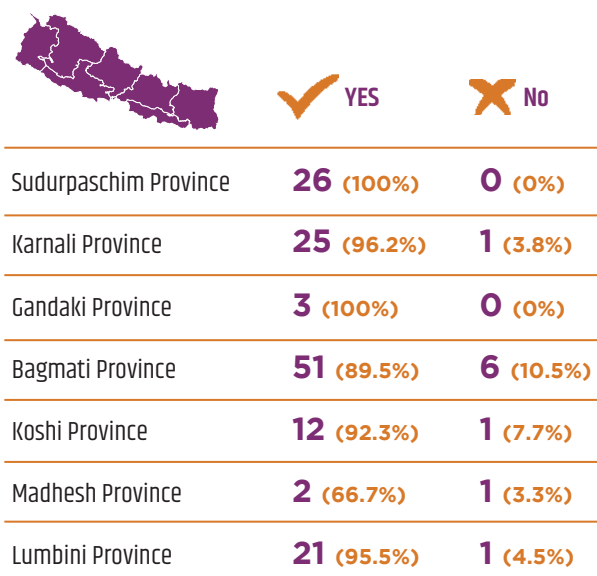 YES No
Sudurpaschim Province 26 (100%) 0 (0%)
Karnali Province 25 (96.2%) 1 (3.8%)
Gandaki Province 3 (100%) 0 (0%)
Bagmati Province 51 (89.5%) 6 (10.5%)
Koshi Province 12 (92.3%) 1 (7.7%)
Madhesh Province 2 (66.7%) 1 (3.3%)
Lumbini Province 21 (95.5%) 1 (4.5%)